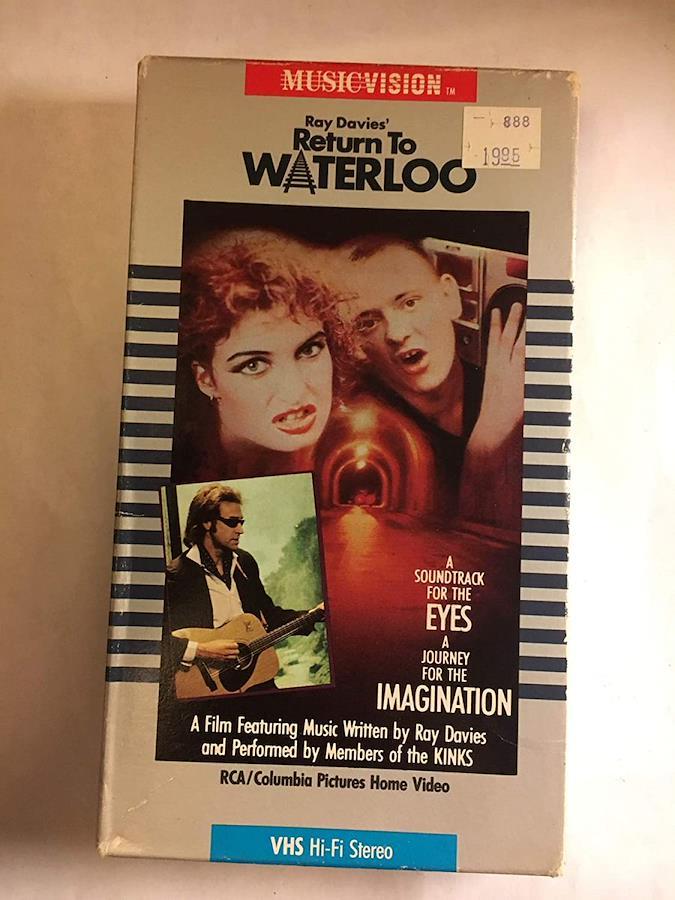 MUSICVISION TM
Ray Davies'
Return To
WATERLOO
888
1995
A
SOUNDTRACK
FOR THE
EYES
A
JOURNEY
FOR THE
IMAGINATION
A Film Featuring Music Written by Ray Davies
and Performed by Members of the KINKS
RCA/Columbia Pictures Home Video
VHS Hi-Fi Stereo